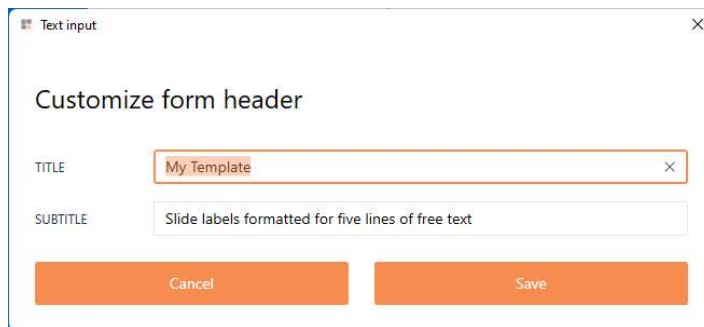 Text input
Customize form header
TITLE My Template
SUBTITLE Slide labels formatted for five lines of free text
Cancel Save